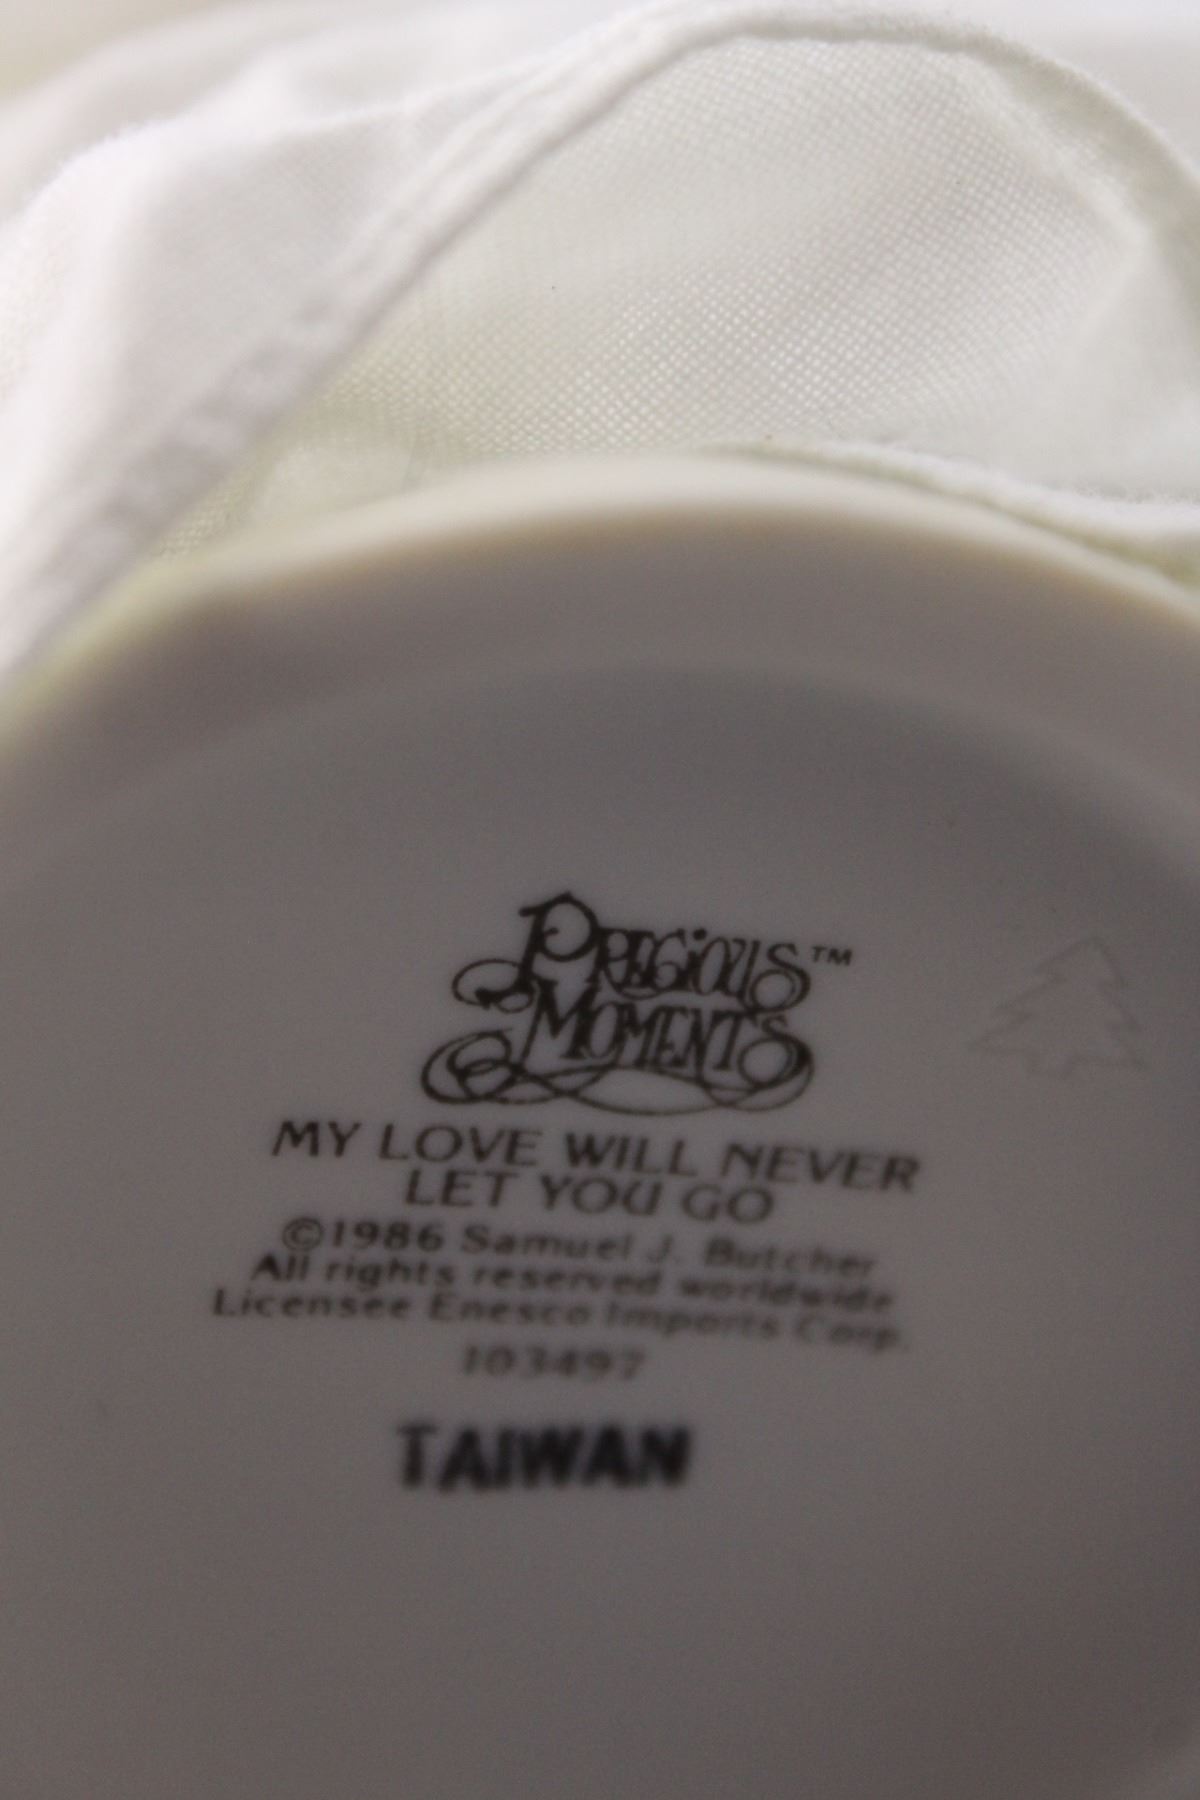 PRECIOUS™
MOMENTS
MY LOVE WILL NEVER
LET YOU GO
©1986 Samuel J. Butcher
All rights reserved worldwide
Licensee Enesco Imports Corp.
103497
TAIWAN